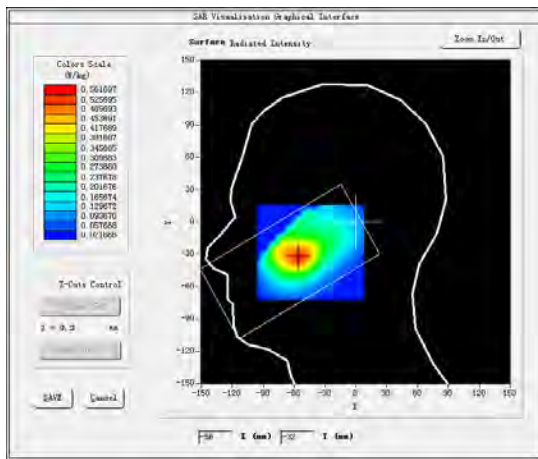 SAR Visualisation Graphical Interface
Surface Radiated Intensity
Zoom In/Out
Colors Scale
(W/kg)
0.561697
0.525695
0.489693
0.453691
0.417689
0.381687
0.345685
0.309683
0.273680
0.237678
0.201676
0.165674
0.129672
0.093670
0.057668
0.021666
150
120
90
60
30
0
-30
-60
-90
-120
-150
Y
-150 -120 -90 -60 -30 0 30 60 90 120 150
X
Z-Cuts Control
mm
SAVE
Cancel
X (mm) -32 Y (mm)